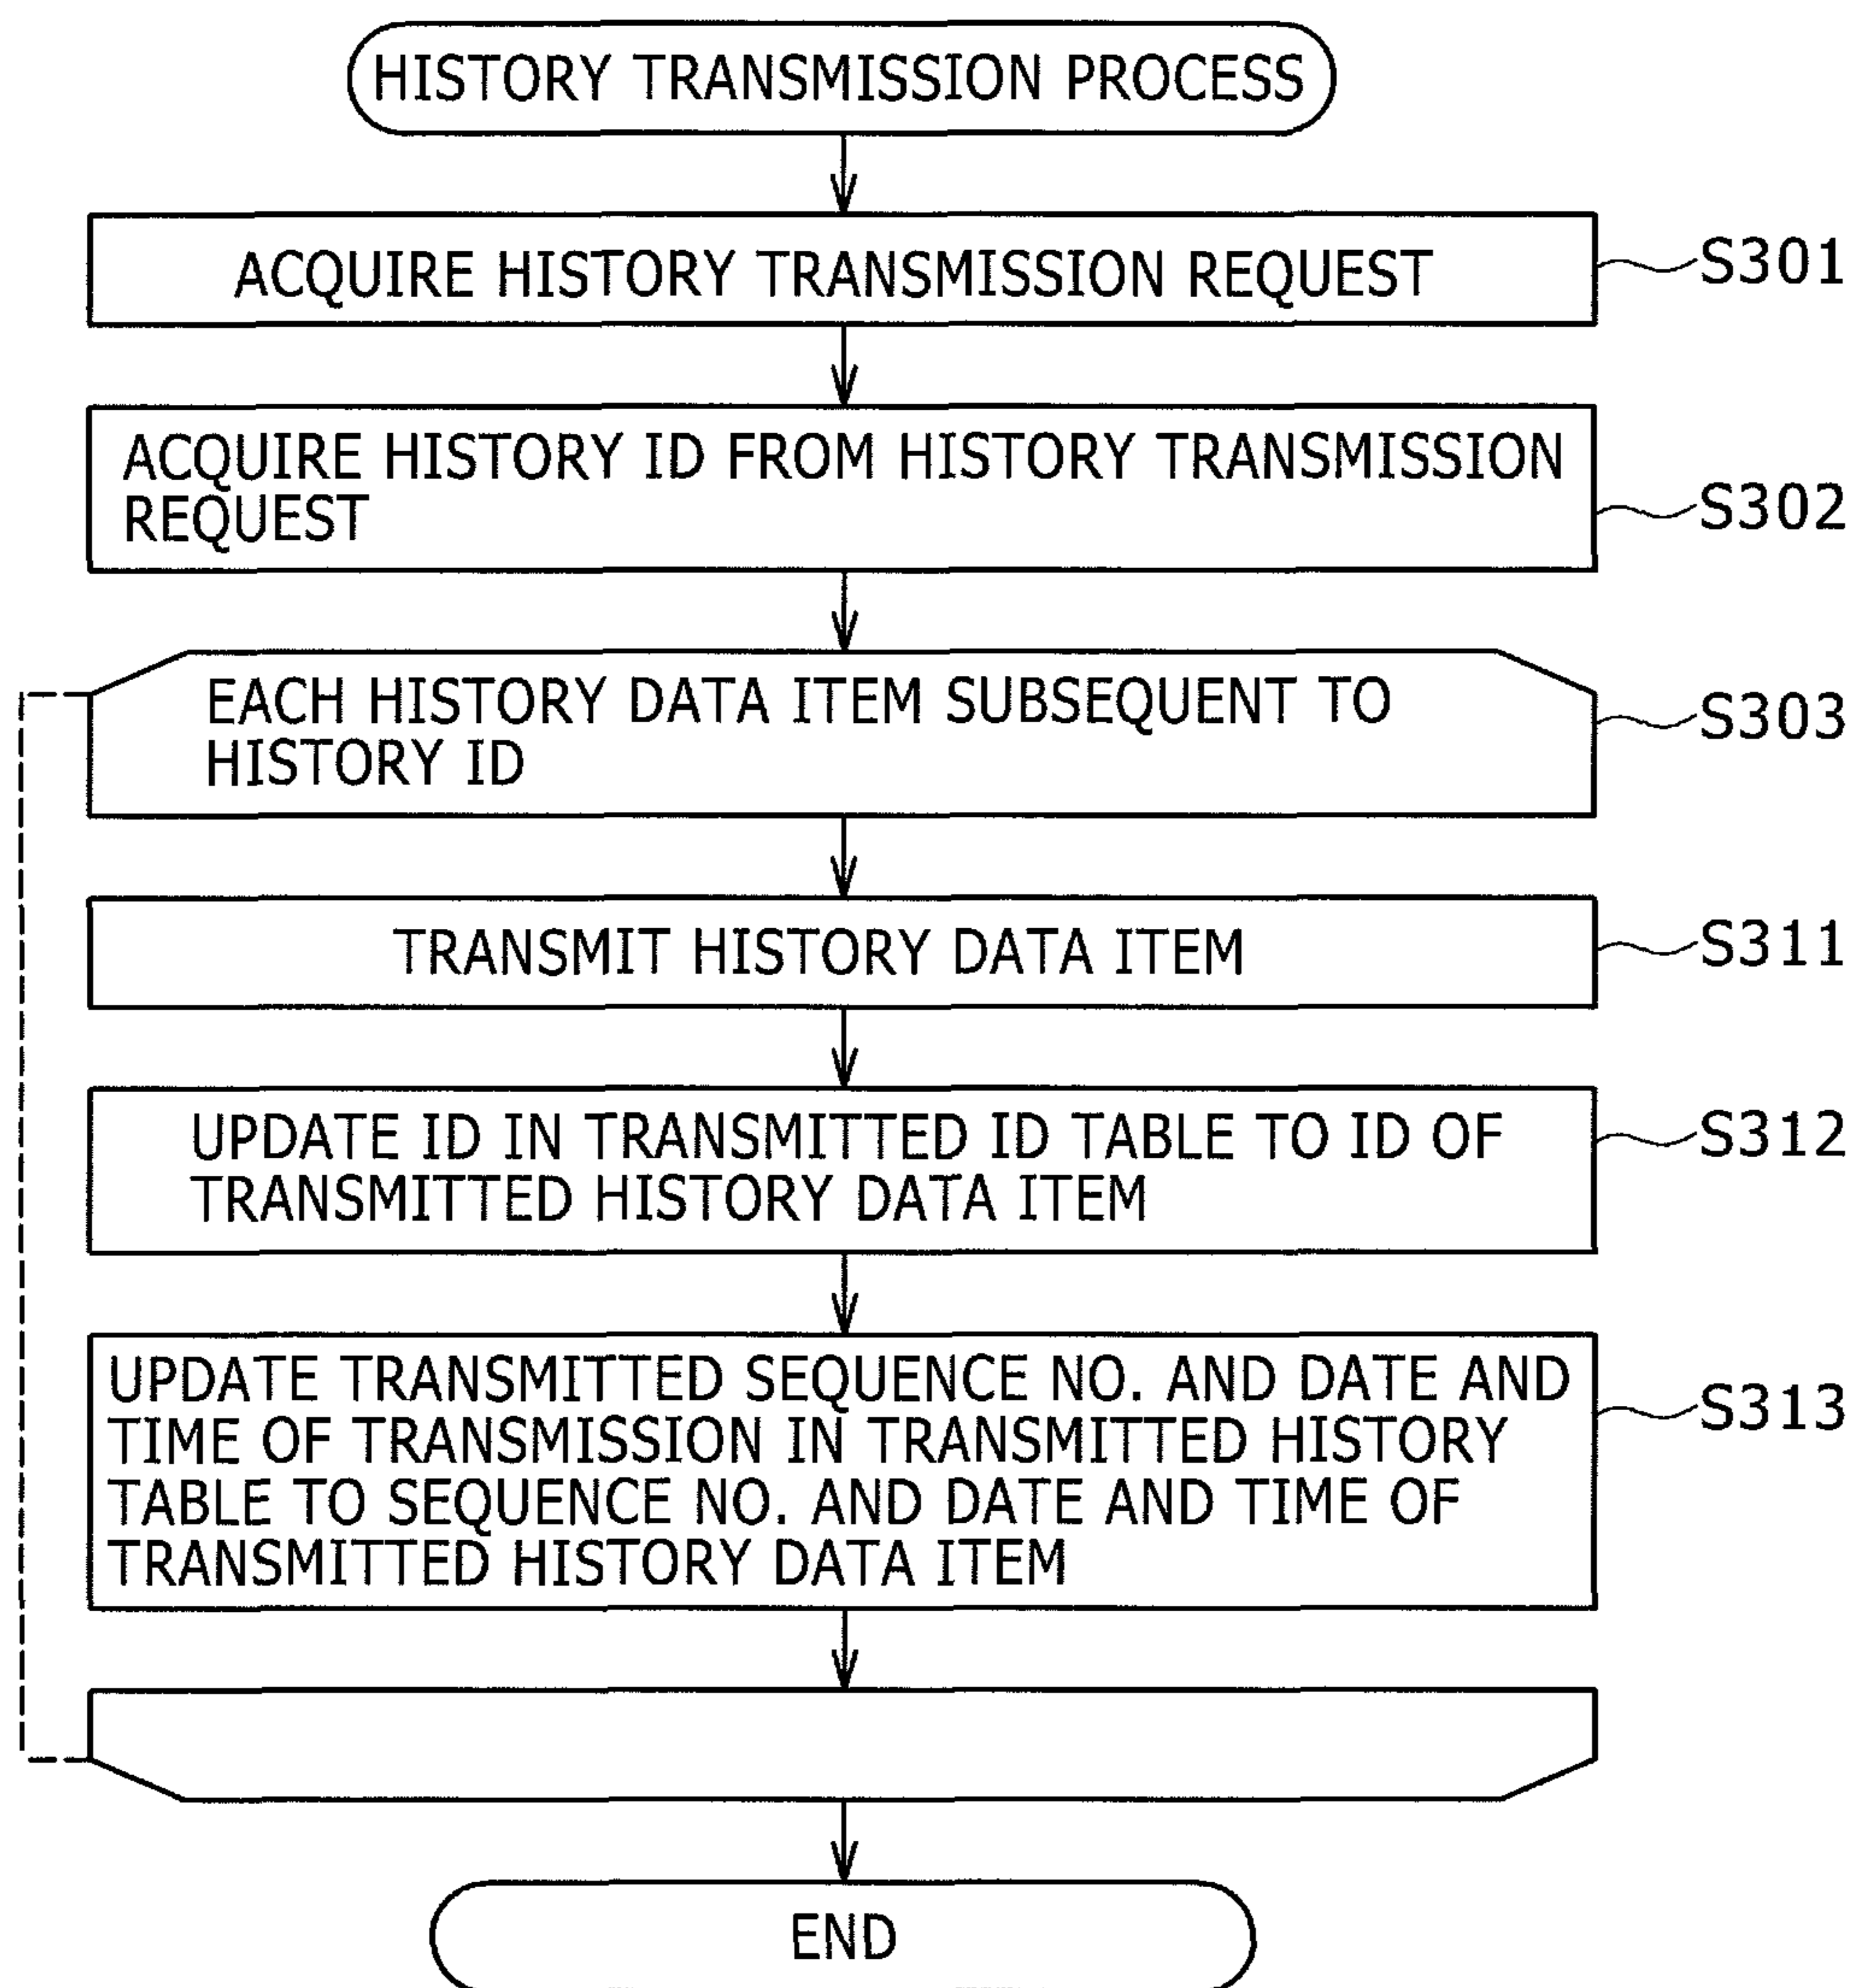 HISTORY TRANSMISSION PROCESS
ACQUIRE HISTORY TRANSMISSION REQUEST
S301
ACQUIRE HISTORY ID FROM HISTORY TRANSMISSION
REQUEST
S302
EACH HISTORY DATA ITEM SUBSEQUENT TO
HISTORY ID
S303
TRANSMIT HISTORY DATA ITEM
S311
UPDATE ID IN TRANSMITTED ID TABLE TO ID OF
TRANSMITTED HISTORY DATA ITEM
S312
UPDATE TRANSMITTED SEQUENCE NO. AND DATE AND
TIME OF TRANSMISSION IN TRANSMITTED HISTORY
TABLE TO SEQUENCE NO. AND DATE AND TIME OF
TRANSMITTED HISTORY DATA ITEM
S313
END